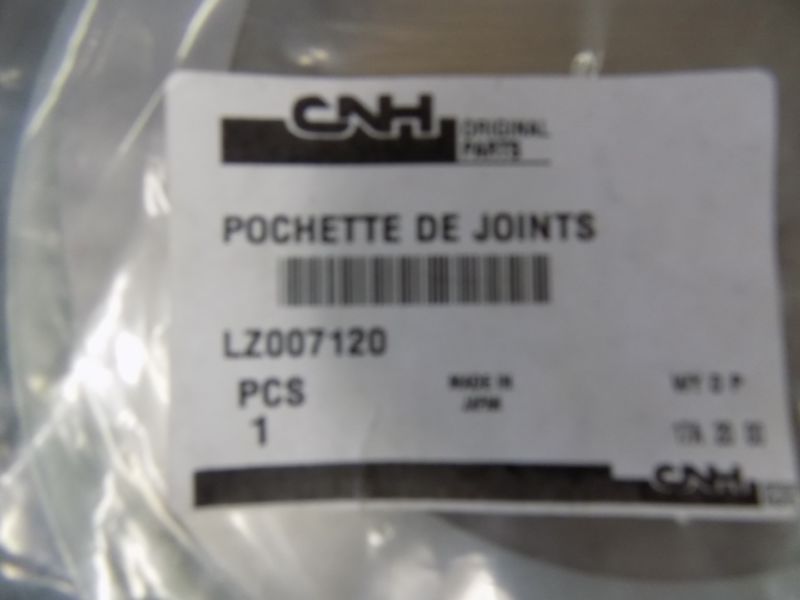 CNH
ORIGINAL
PARTS
POCHETTE DE JOINTS
LZ007120
PCS
1
MADE IN
JAPAN
CNH